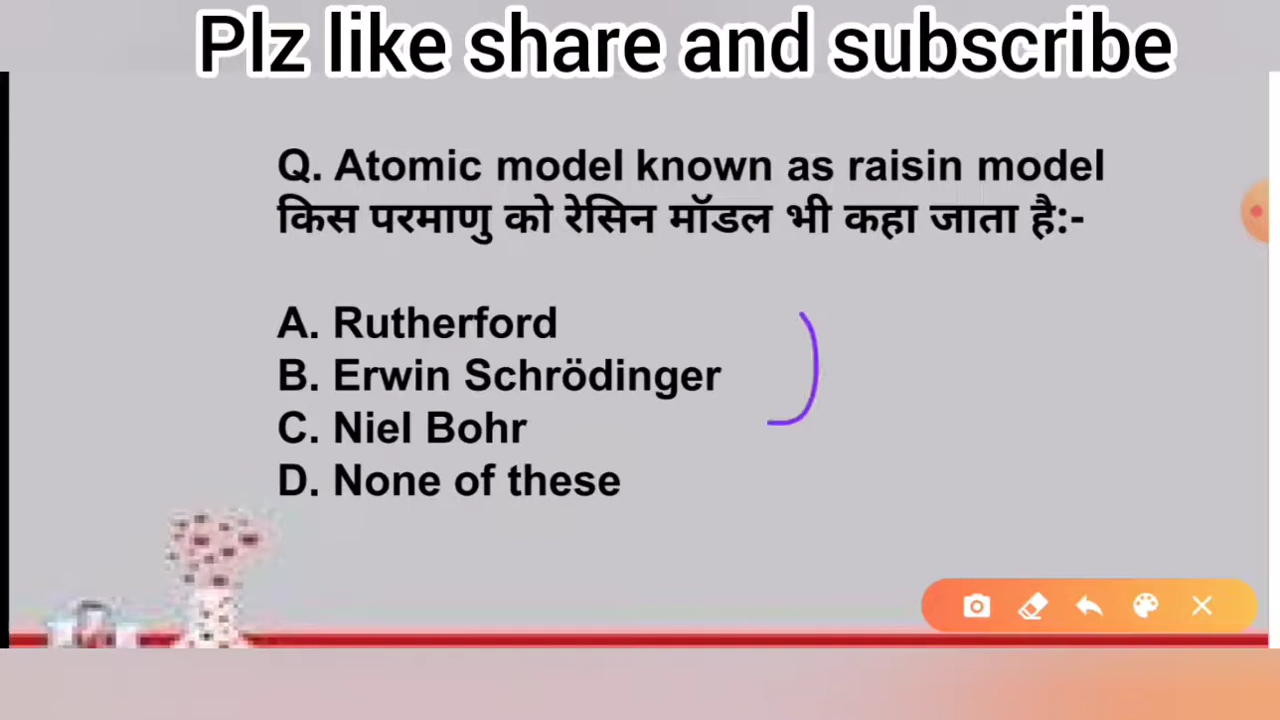 Plz like share and subscribe
Q. Atomic model known as raisin model
किस परमाणु को रेसिन मॉडल भी कहा जाता है:-
A. Rutherford
B. Erwin Schrödinger
C. Niel Bohr
D. None of these